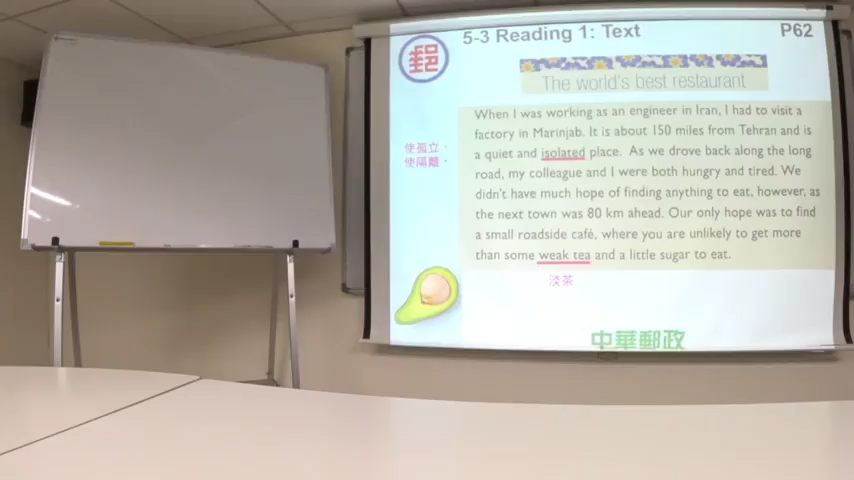 5-3 Reading 1: Text
P62
郵
The world's best restaurant
When I was working as an engineer in Iran, I had to visit a
factory in Marinjab. It is about 150 miles from Tehran and is
a quiet and isolated place. As we drove back along the long
road, my colleague and I were both hungry and tired. We
didn't have much hope of finding anything to eat, however, as
the next town was 80 km ahead. Our only hope was to find
a small roadside café, where you are unlikely to get more
than some weak tea and a little sugar to eat.
使孤立，
使隔離。
淡茶
中華郵政